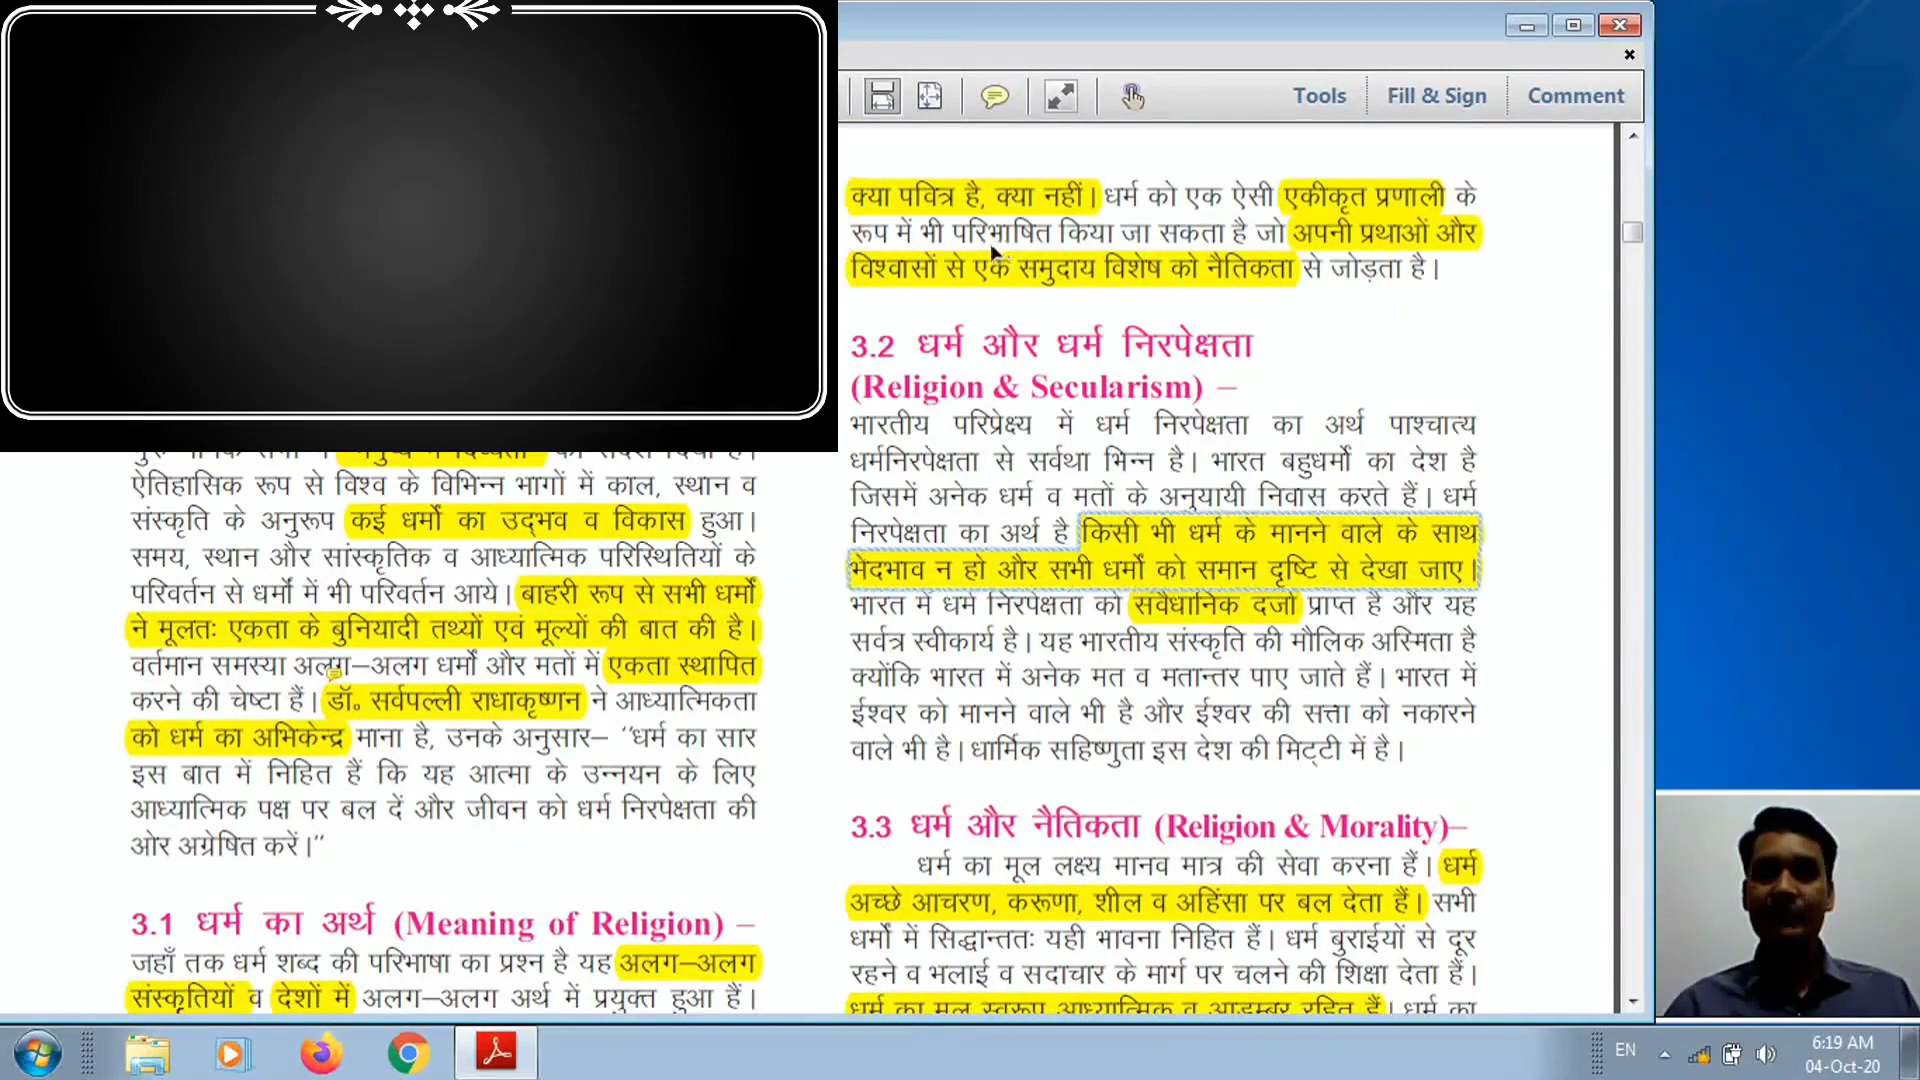 Tools
Fill & Sign
Comment
ऐतिहासिक रूप से विश्व के विभिन्न भागों में काल, स्थान व
संस्कृति के अनुरूप कई धर्मों का उद्भव व विकास हुआ।
समय, स्थान और सांस्कृतिक व आध्यात्मिक परिस्थितियों के
परिवर्तन से धर्मों में भी परिवर्तन आये। बाहरी रूप से सभी धर्मों
ने मूलतः एकता के बुनियादी तथ्यों एवं मूल्यों की बात की है।
वर्तमान समस्या अलग–अलग धर्मों और मतों में एकता स्थापित
करने की चेष्टा हैं। डॉ॰ सर्वपल्ली राधाकृष्णन ने आध्यात्मिकता
को धर्म का अभिकेन्द्र माना है, उनके अनुसार– ‘‘धर्म का सार
इस बात में निहित हैं कि यह आत्मा के उन्नयन के लिए
आध्यात्मिक पक्ष पर बल दें और जीवन को धर्म निरपेक्षता की
ओर अग्रेषित करें।’’
3.1 धर्म का अर्थ (Meaning of Religion) –
जहाँ तक धर्म शब्द की परिभाषा का प्रश्न है यह अलग–अलग
संस्कृतियों व देशों में अलग–अलग अर्थ में प्रयुक्त हुआ हैं।
क्या पवित्र है, क्या नहीं। धर्म को एक ऐसी एकीकृत प्रणाली के
रूप में भी परिभाषित किया जा सकता है जो अपनी प्रथाओं और
विश्वासों से एक समुदाय विशेष को नैतिकता से जोड़ता है।
3.2 धर्म और धर्म निरपेक्षता
(Religion & Secularism) –
भारतीय परिप्रेक्ष्य में धर्म निरपेक्षता का अर्थ पाश्चात्य
धर्मनिरपेक्षता से सर्वथा भिन्न है। भारत बहुधर्मों का देश है
जिसमें अनेक धर्म व मतों के अनुयायी निवास करते हैं। धर्म
निरपेक्षता का अर्थ है किसी भी धर्म के मानने वाले के साथ
भेदभाव न हो और सभी धर्मों को समान दृष्टि से देखा जाए।
भारत में धर्म निरपेक्षता को संवैधानिक दर्जा प्राप्त है और यह
सर्वत्र स्वीकार्य है। यह भारतीय संस्कृति की मौलिक अस्मिता है
क्योंकि भारत में अनेक मत व मतान्तर पाए जाते हैं। भारत में
ईश्वर को मानने वाले भी है और ईश्वर की सत्ता को नकारने
वाले भी है। धार्मिक सहिष्णुता इस देश की मिट्टी में है।
3.3 धर्म और नैतिकता (Religion & Morality)–
धर्म का मूल लक्ष्य मानव मात्र की सेवा करना हैं। धर्म
अच्छे आचरण, करूणा, शील व अहिंसा पर बल देता हैं। सभी
धर्मों में सिद्धान्ततः यही भावना निहित हैं। धर्म बुराईयों से दूर
रहने व भलाई व सदाचार के मार्ग पर चलने की शिक्षा देता हैं।
धर्म का मूल स्वरूप आध्यात्मिक व आडम्बर रहित हैं। धर्म का
EN
6:19 AM
04-Oct-20